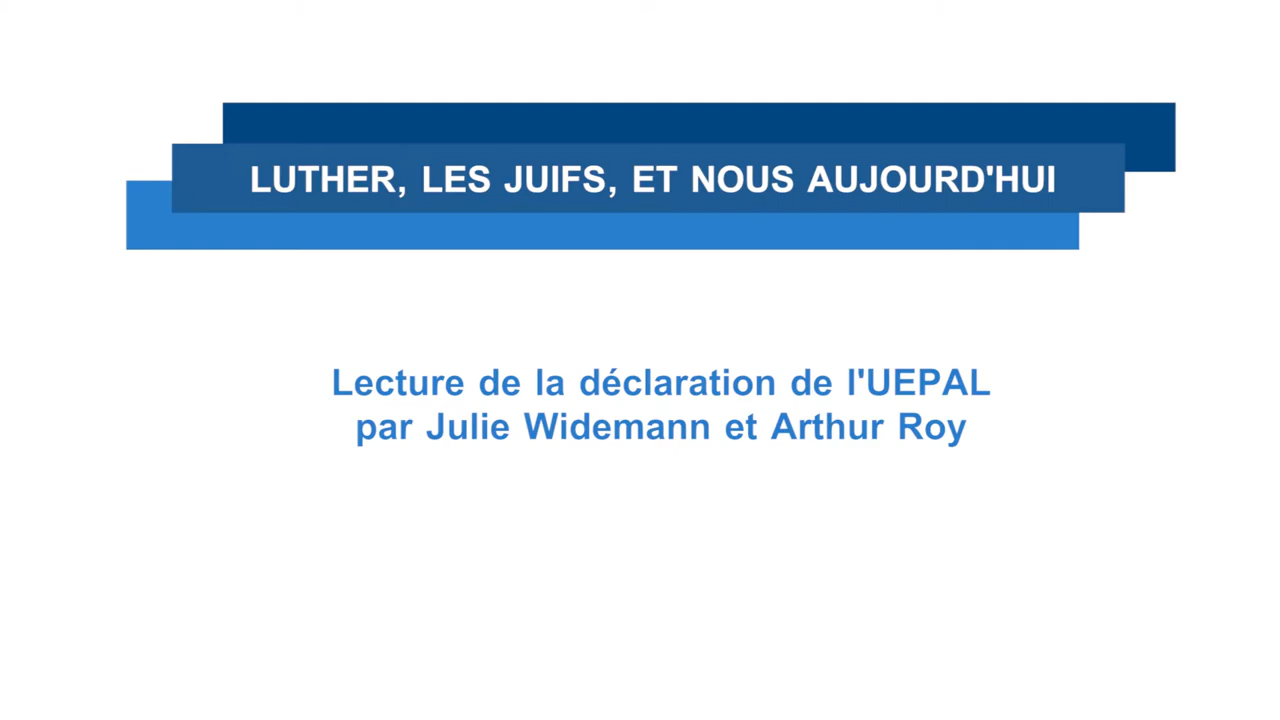 LUTHER, LES JUIFS, ET NOUS AUJOURD'HUI
Lecture de la déclaration de l'UEPAL
par Julie Widemann et Arthur Roy